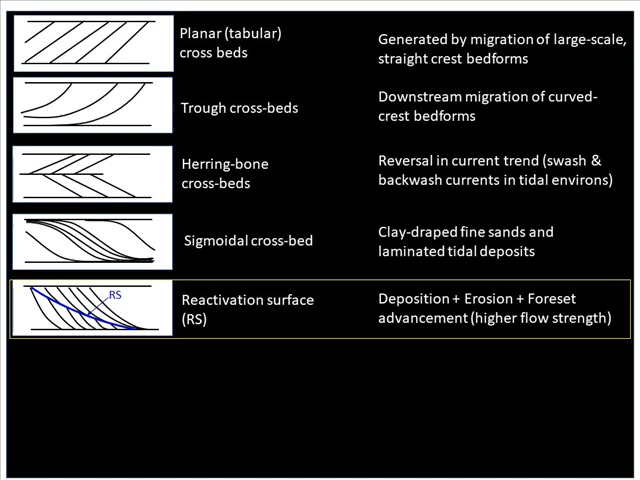 Planar (tabular)
cross beds
Generated by migration of large-scale,
straight crest bedforms
Trough cross-beds
Downstream migration of curved-
crest bedforms
Herring-bone
cross-beds
Reversal in current trend (swash &
backwash currents in tidal environs)
Sigmoidal cross-bed
Clay-draped fine sands and
laminated tidal deposits
RS
Reactivation surface
(RS)
Deposition + Erosion + Foreset
advancement (higher flow strength)